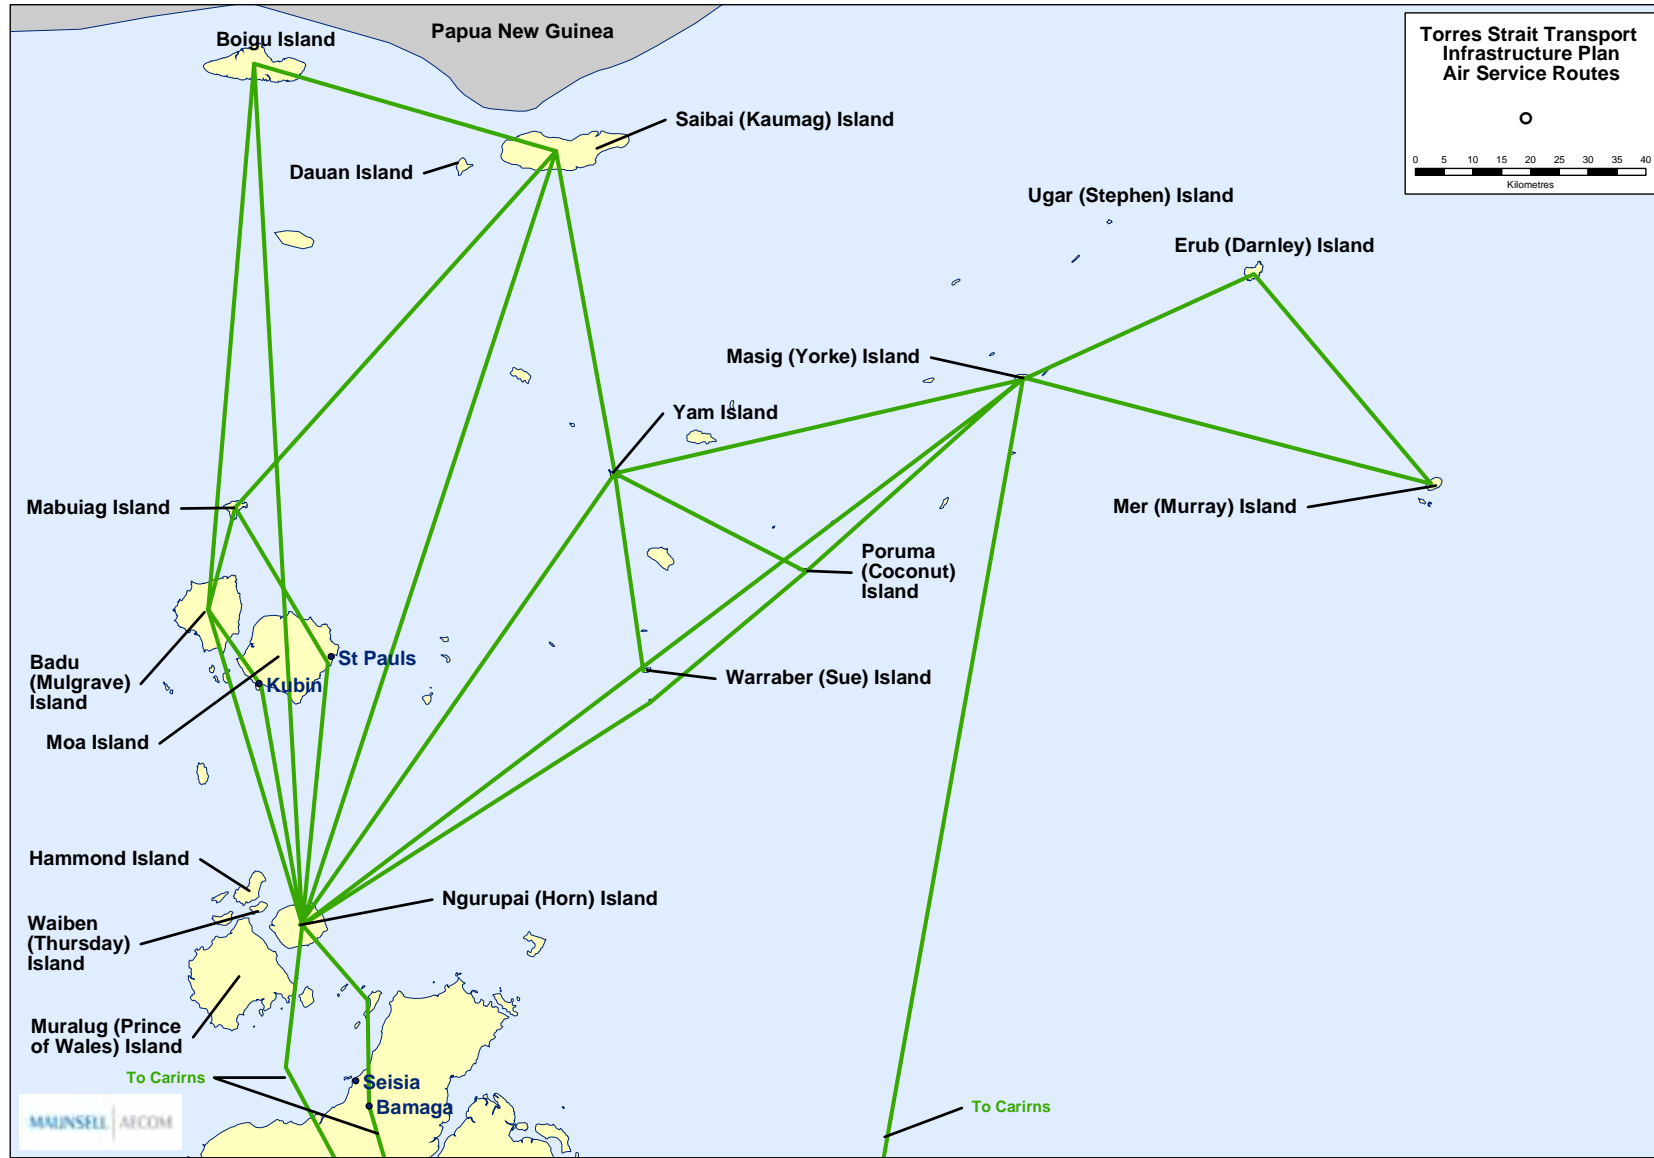 Papua New Guinea
Boigu Island
Torres Strait Transport
Infrastructure Plan
Air Service Routes
0 5 10 15 20 25 30 35 40
Kilometres
Saibai (Kaumag) Island
Dauan Island
Ugar (Stephen) Island
Erub (Darnley) Island
Masig (Yorke) Island
Yam Island
Mabuiag Island
Mer (Murray) Island
Poruma
(Coconut)
Island
Badu
(Mulgrave)
Island
St Pauls
Kubin
Warraber (Sue) Island
Moa Island
Hammond Island
Ngurupai (Horn) Island
Waiben
(Thursday)
Island
Muralug (Prince
of Wales) Island
To Carirns
Seisia
Bamaga
To Carirns
MAUNSELL | AECOM